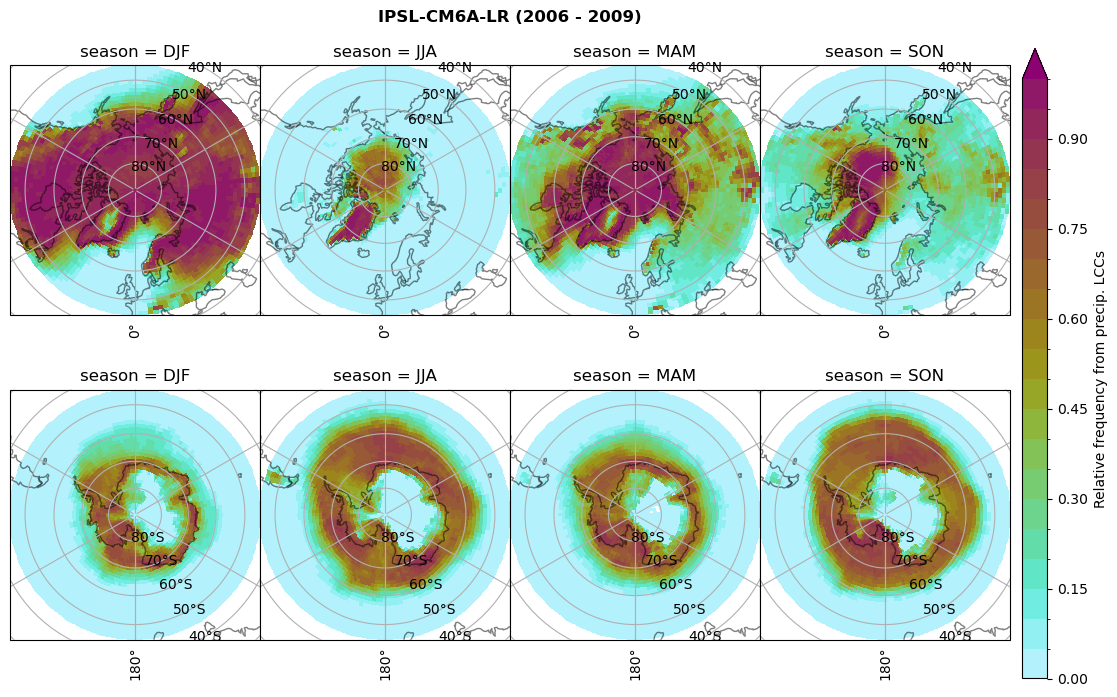 IPSL-CM6A-LR (2006 - 2009)
season = DJF
season = JJA
season = MAM
season = SON
40°N
50°N
60°N
70°N
80°N
40°N
50°N
60°N
70°N
80°N
40°N
50°N
60°N
70°N
80°N
40°N
50°N
60°N
70°N
80°N
0°
0°
0°
0°
season = DJF
season = JJA
season = MAM
season = SON
80°S
70°S
60°S
50°S
40°S
80°S
70°S
60°S
50°S
40°S
80°S
70°S
60°S
50°S
40°S
80°S
70°S
60°S
50°S
40°S
180°
180°
180°
180°
0.90
0.75
0.60
0.45
0.30
0.15
0.00
Relative frequency from precip. LCCs